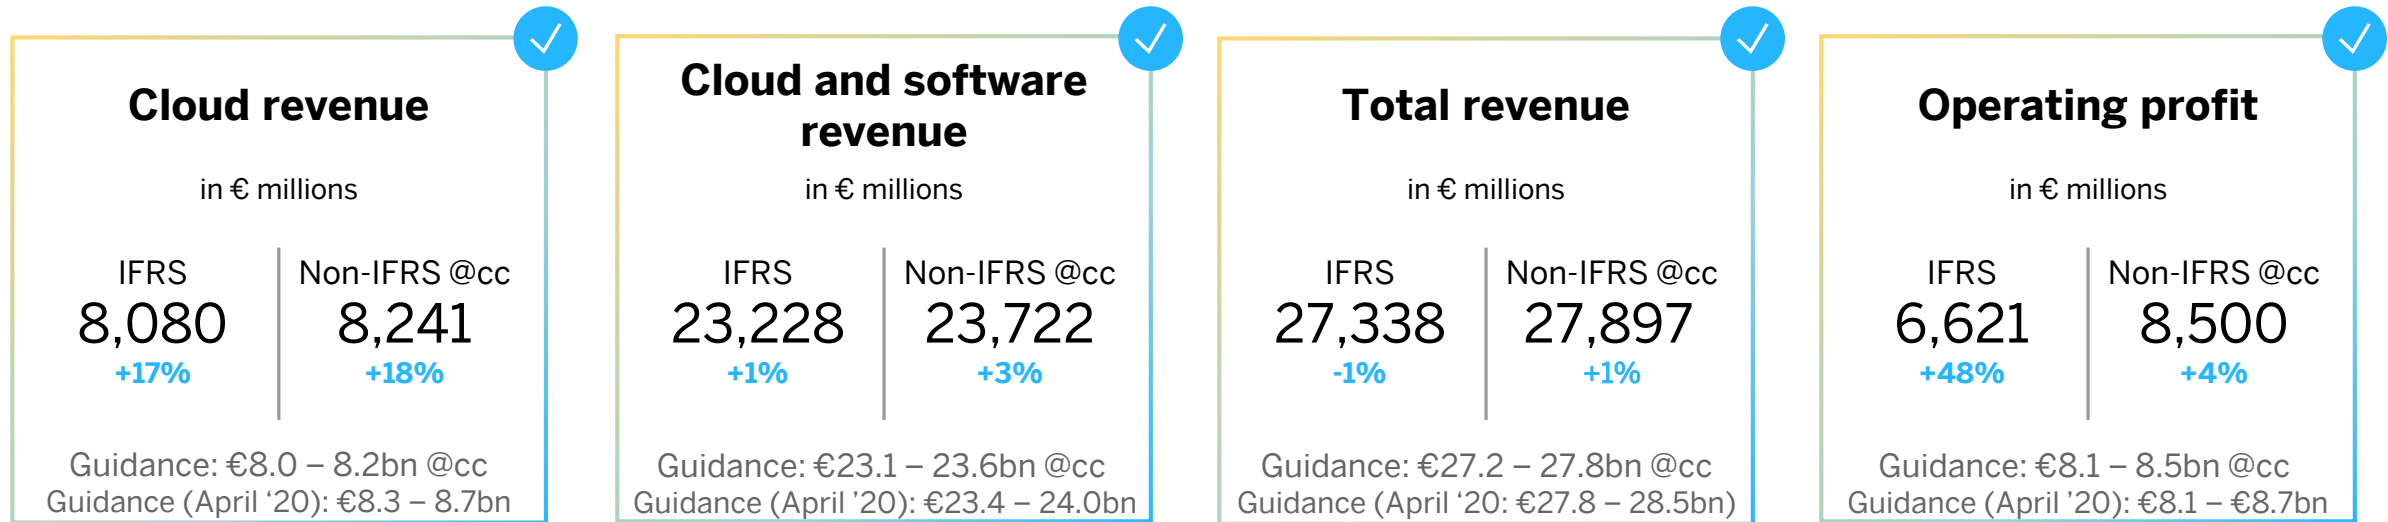 Cloud revenue
in € millions
IFRS
8,080
+17%
Non-IFRS @cc
8,241
+18%
Guidance: €8.0 – 8.2bn @cc
Guidance (April ‘20): €8.3 – 8.7bn
Cloud and software
revenue
in € millions
IFRS
23,228
+1%
Non-IFRS @cc
23,722
+3%
Guidance: €23.1 – 23.6bn @cc
Guidance (April ’20): €23.4 – 24.0bn
Total revenue
in € millions
IFRS
27,338
-1%
Non-IFRS @cc
27,897
+1%
Guidance: €27.2 – 27.8bn @cc
Guidance (April ‘20: €27.8 – 28.5bn)
Operating profit
in € millions
IFRS
6,621
+48%
Non-IFRS @cc
8,500
+4%
Guidance: €8.1 – 8.5bn @cc
Guidance (April ’20): €8.1 – €8.7bn